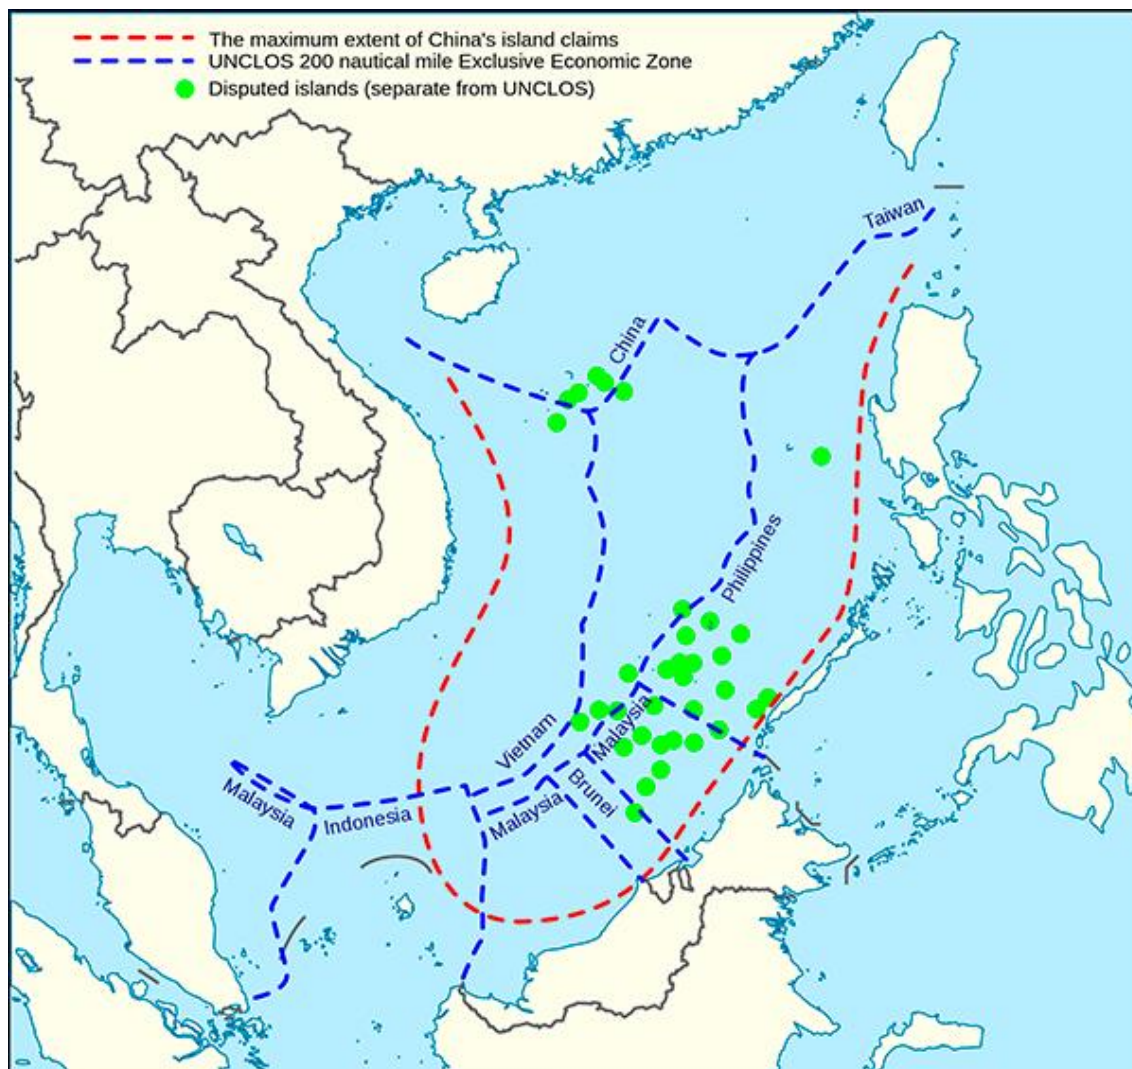 The maximum extent of China's island claims
UNCLOS 200 nautical mile Exclusive Economic Zone
Disputed islands (separate from UNCLOS)
Taiwan
China
Philippines
Vietnam
Malaysia
Brunei
Malaysia
Indonesia
Malaysia